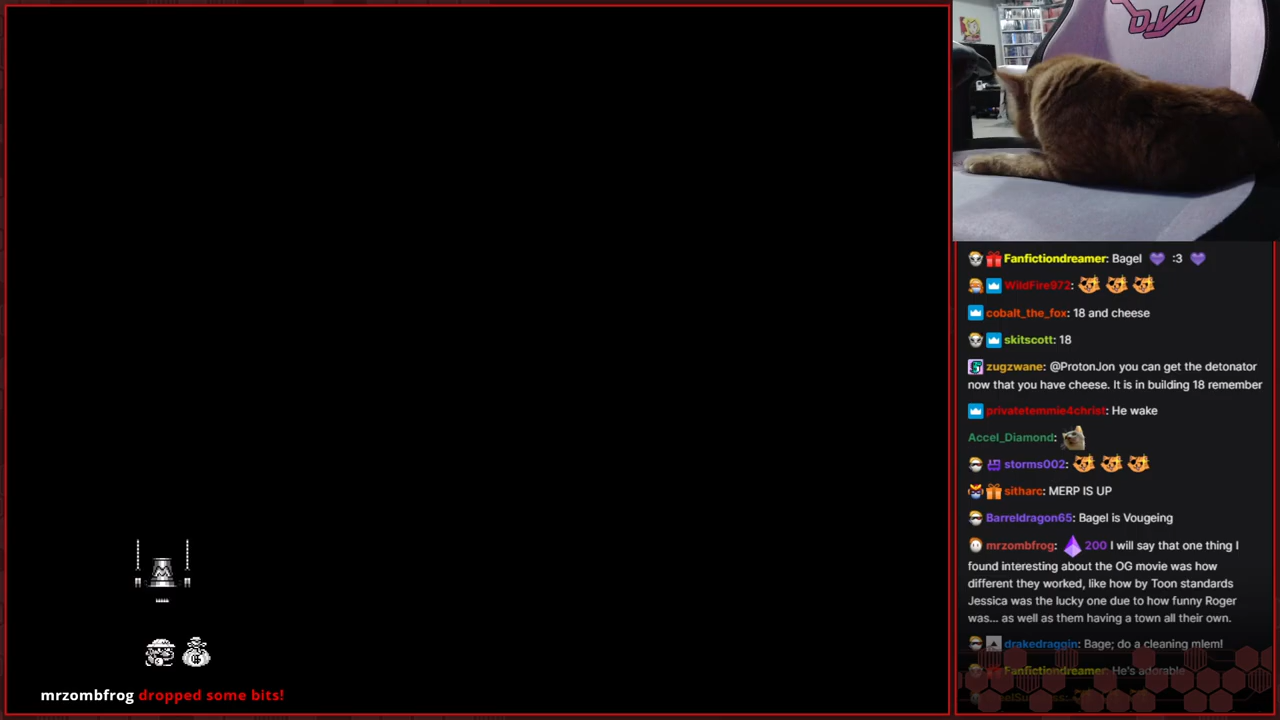 D.VA
Fanfictiondreamer: Bagel 💜 :3 💜
WildFire972:
cobalt_the_fox: 18 and cheese
skitscott: 18
zugzwane: @ProtonJon you can get the detonator
now that you have cheese. It is in building 18 remember
privatetemmie4christ: He wake
Accel_Diamond:
storms002:
sitharc: MERP IS UP
Barreldragon65: Bagel is Vougeing
mrzombfrog: 200 I will say that one thing I
found interesting about the OG movie was how
different they worked, like how by Toon standards
Jessica was the lucky one due to how funny Roger
was... as well as them having a town all their own.
drakedraggin: Bage; do a cleaning mlem!
Fanfictiondreamer: He's adorable
M
mrzombfrog dropped some bits!